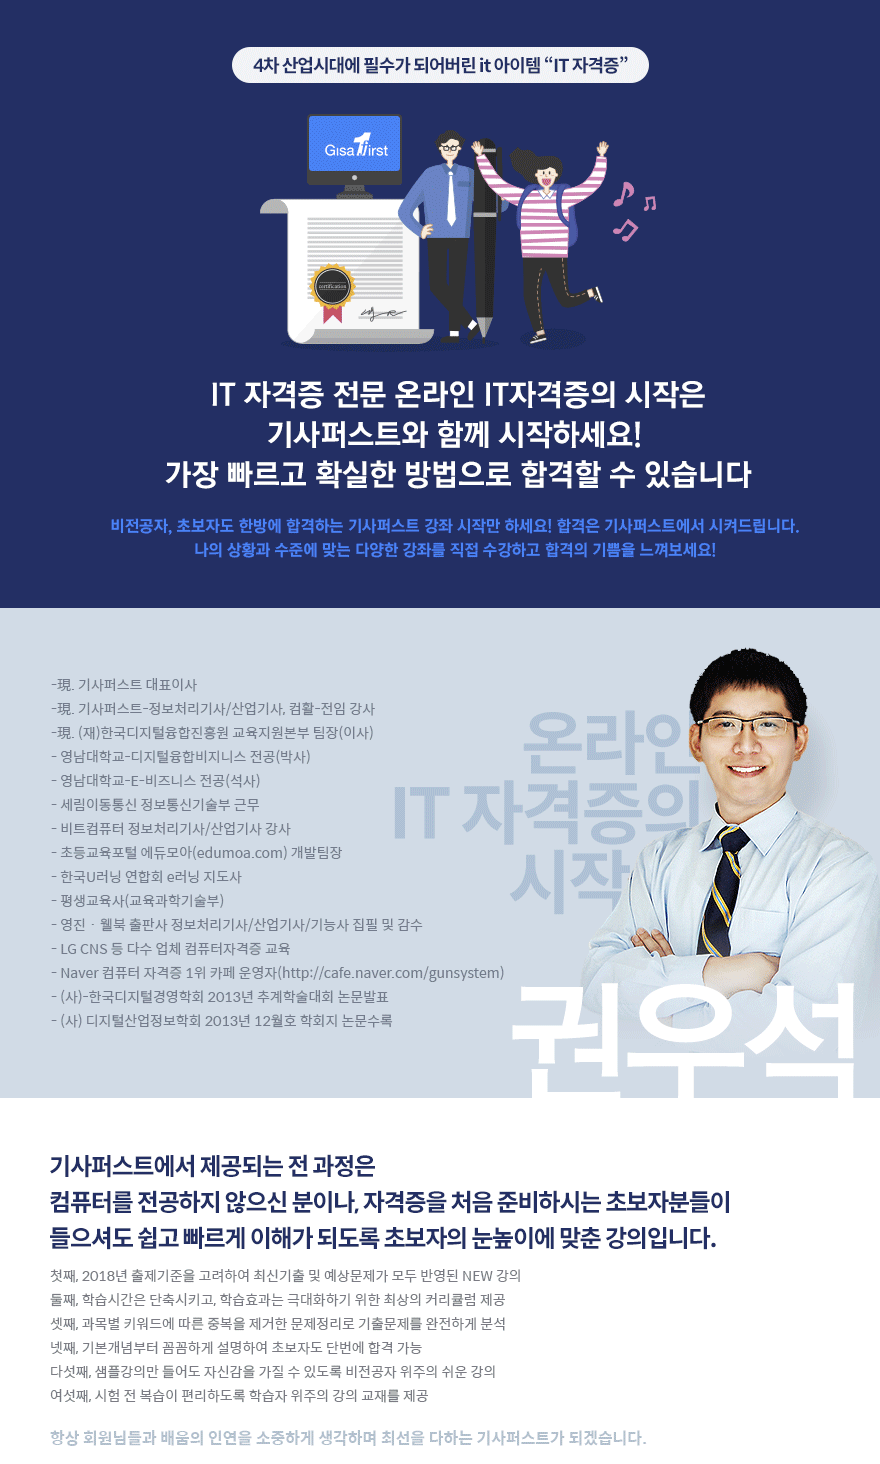 4차 산업시대에 필수가 되어버린 it 아이템 “IT 자격증”
Gisa1first
certification
IT 자격증 전문 온라인 IT자격증의 시작은
기사퍼스트와 함께 시작하세요!
가장 빠르고 확실한 방법으로 합격할 수 있습니다
비전공자, 초보자도 한방에 합격하는 기사퍼스트 강좌 시작만 하세요! 합격은 기사퍼스트에서 시켜드립니다.
나의 상황과 수준에 맞는 다양한 강좌를 직접 수강하고 합격의 기쁨을 느껴보세요!
-現. 기사퍼스트 대표이사
-現. 기사퍼스트-정보처리기사/산업기사, 컴활-전임 강사
-現. (재)한국디지털융합진흥원 교육지원본부 팀장(이사)
- 영남대학교-디지털융합비지니스 전공(박사)
- 영남대학교-E-비즈니스 전공(석사)
- 세림이동통신 정보통신기술부 근무
- 비트컴퓨터 정보처리기사/산업기사 강사
- 초등교육포털 에듀모아(edumoa.com) 개발팀장
- 한국U러닝 연합회 e러닝 지도사
- 평생교육사(교육과학기술부)
- 영진 · 웰북 출판사 정보처리기사/산업기사/기능사 집필 및 감수
- LG CNS 등 다수 업체 컴퓨터자격증 교육
- Naver 컴퓨터 자격증 1위 카페 운영자(http://cafe.naver.com/gunsystem)
- (사)-한국디지털경영학회 2013년 추계학술대회 논문발표
- (사) 디지털산업정보학회 2013년 12월호 학회지 논문수록
온라인
IT 자격증의
시작
권우석
기사퍼스트에서 제공되는 전 과정은
컴퓨터를 전공하지 않으신 분이나, 자격증을 처음 준비하시는 초보자분들이
들으셔도 쉽고 빠르게 이해가 되도록 초보자의 눈높이에 맞춘 강의입니다.
첫째, 2018년 출제기준을 고려하여 최신기출 및 예상문제가 모두 반영된 NEW 강의
둘째, 학습시간은 단축시키고, 학습효과는 극대화하기 위한 최상의 커리큘럼 제공
셋째, 과목별 키워드에 따른 중복을 제거한 문제정리로 기출문제를 완전하게 분석
넷째, 기본개념부터 꼼꼼하게 설명하여 초보자도 단번에 합격 가능
다섯째, 샘플강의만 들어도 자신감을 가질 수 있도록 비전공자 위주의 쉬운 강의
여섯째, 시험 전 복습이 편리하도록 학습자 위주의 강의 교재를 제공
항상 회원님들과 배움의 인연을 소중하게 생각하며 최선을 다하는 기사퍼스트가 되겠습니다.